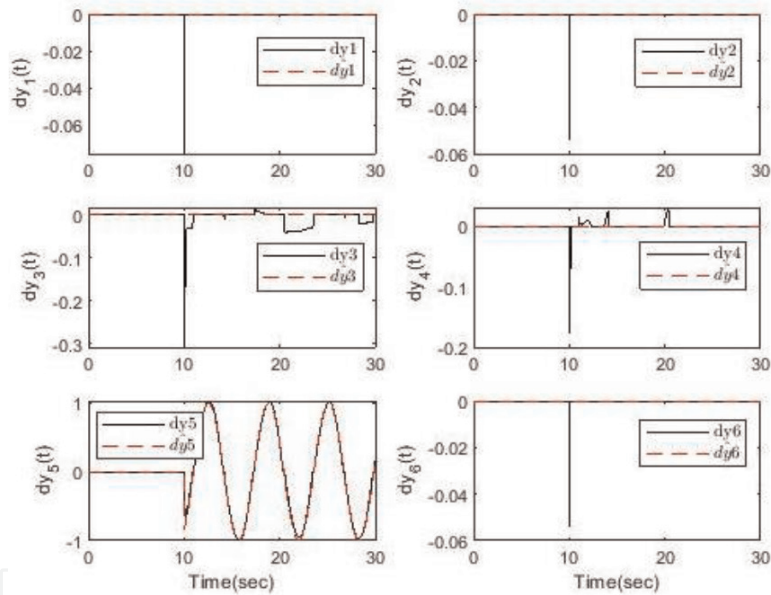 0
-0.02
-0.04
-0.06
dy1(t)
dy1
dy1
0 10 20 30
0
-0.02
-0.04
-0.06
dy2(t)
dy2
dy2
0 10 20 30
0
-0.1
-0.2
-0.3
dy3(t)
dy3
dy3
0 10 20 30
0
-0.1
-0.2
dy4(t)
dy4
dy4
0 10 20 30
1
0
-1
dy5(t)
dy5
dy5
0 10 20 30
Time(sec)
0
-0.02
-0.04
-0.06
dy6(t)
dy6
dy6
0 10 20 30
Time(sec)